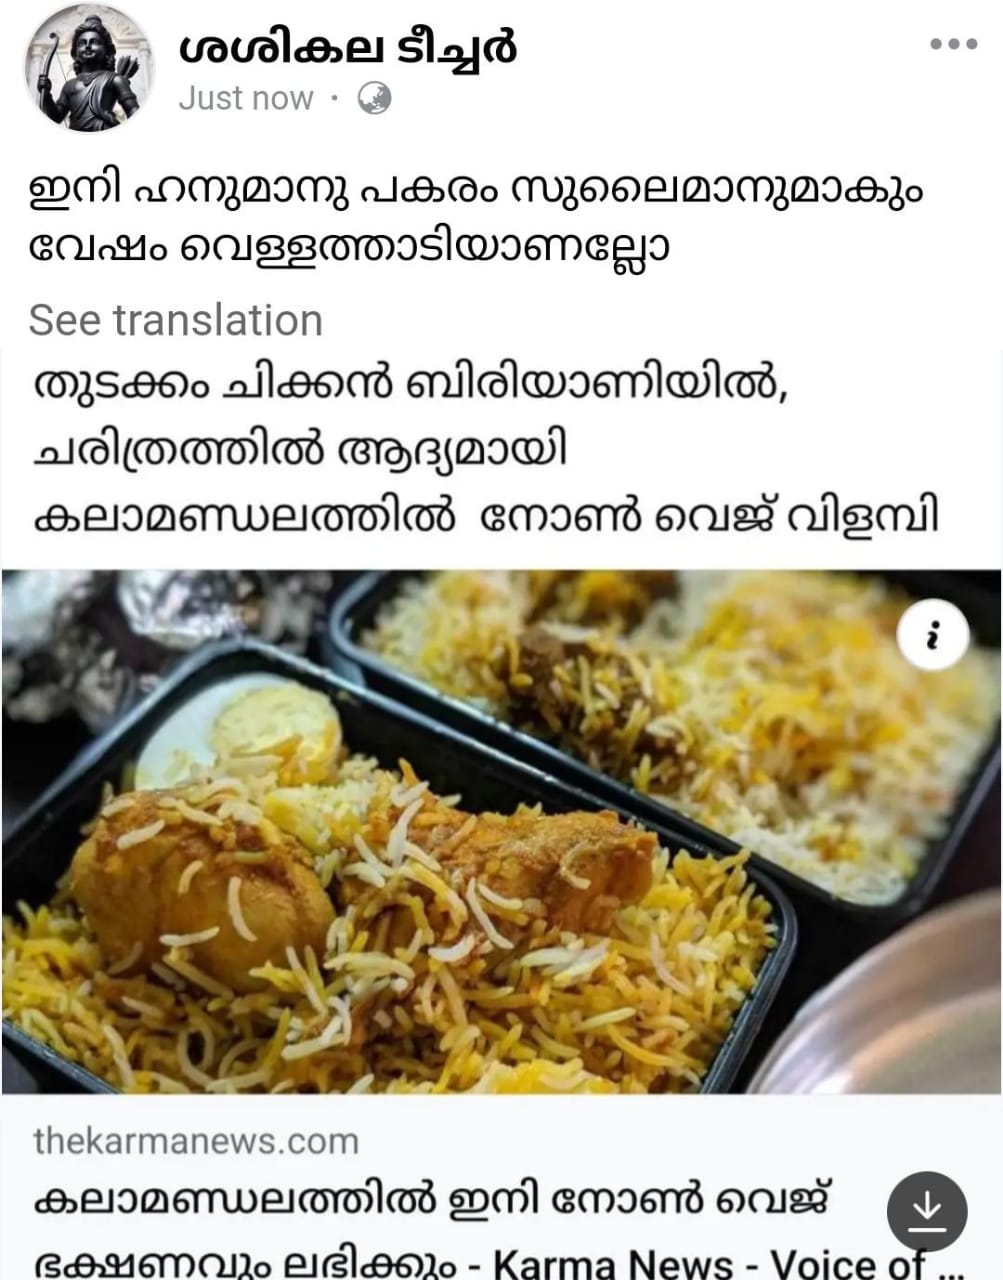 ശശികല ടീച്ചർ
Just now ·
ഇനി ഹനുമാനു പകരം സുലൈമാനുമാകും
വേഷം വെള്ളത്താടിയാണല്ലോ
See translation
തുടക്കം ചിക്കൻ ബിരിയാണിയിൽ,
ചരിത്രത്തിൽ ആദ്യമായി
കലാമണ്ഡലത്തിൽ നോൺ വെജ് വിളമ്പി
i
thekarmanews.com
കലാമണ്ഡലത്തിൽ ഇനി നോൺ വെജ്
ഭക്ഷണവും ലഭിക്കും - Karma News - Voice of ...